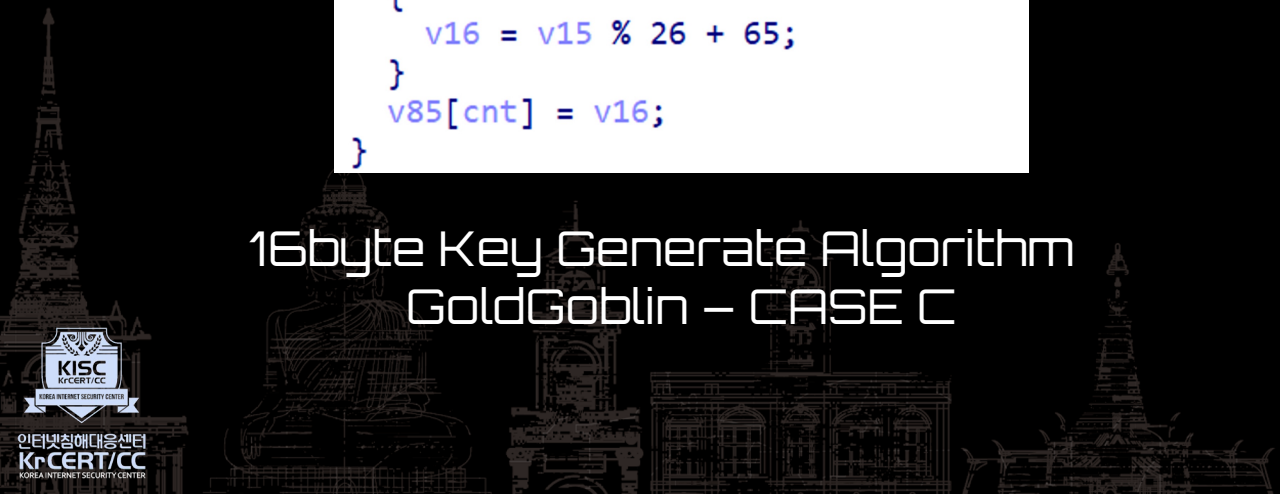 {
v16 = v15 % 26 + 65;
}
v85[cnt] = v16;
}
16byte Key Generate Algorithm
GoldGoblin – CASE C
KISC
KrCERT/CC
KOREA INTERNET SECURITY CENTER
인터넷침해대응센터
KrCERT/CC
KOREA INTERNET SECURITY CENTER